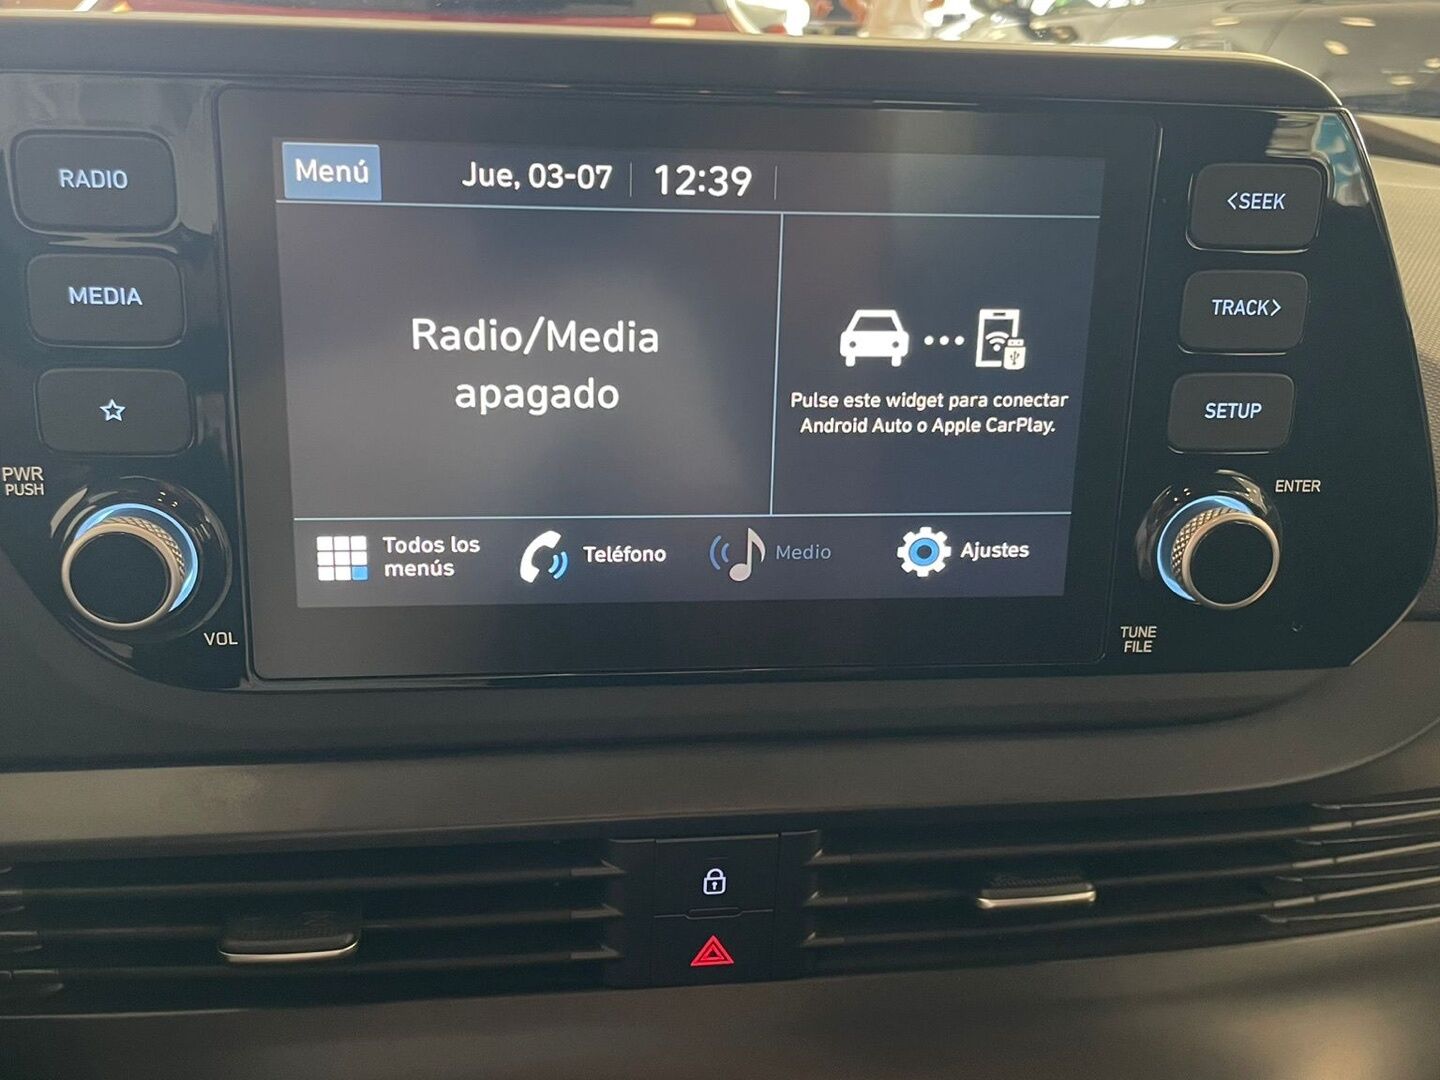 RADIO
MEDIA
PWR
PUSH
VOL
Menú
Jue, 03-07
12:39
Radio/Media
apagado
Pulse este widget para conectar
Android Auto o Apple CarPlay.
Todos los
menús
Teléfono
Medio
Ajustes
<SEEK
TRACK>
SETUP
ENTER
TUNE
FILE